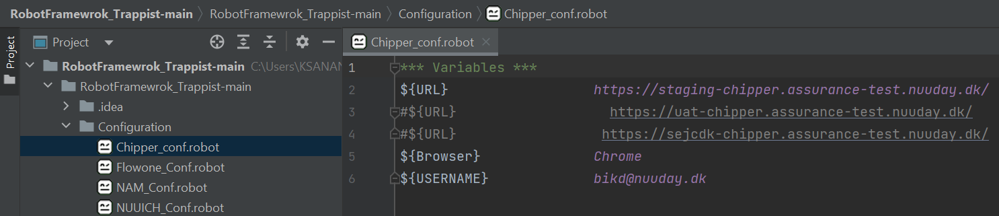 RobotFramewrok_Trappist-main RobotFramewrok_Trappist-main Configuration Chipper_conf.robot
Project
Project
RobotFramewrok_Trappist-main C:\Users\KSANAN
RobotFramewrok_Trappist-main
.idea
Configuration
Chipper_conf.robot
Flowone_Conf.robot
NAM_Conf.robot
NUUICH_Conf.robot
Chipper_conf.robot
1 *** Variables ***
2 ${URL} https://staging-chipper.assurance-test.nuuday.dk/
3 #${URL} https://uat-chipper.assurance-test.nuuday.dk/
4 #${URL} https://sejcdk-chipper.assurance-test.nuuday.dk/
5 ${Browser} Chrome
6 ${USERNAME} bikd@nuuday.dk